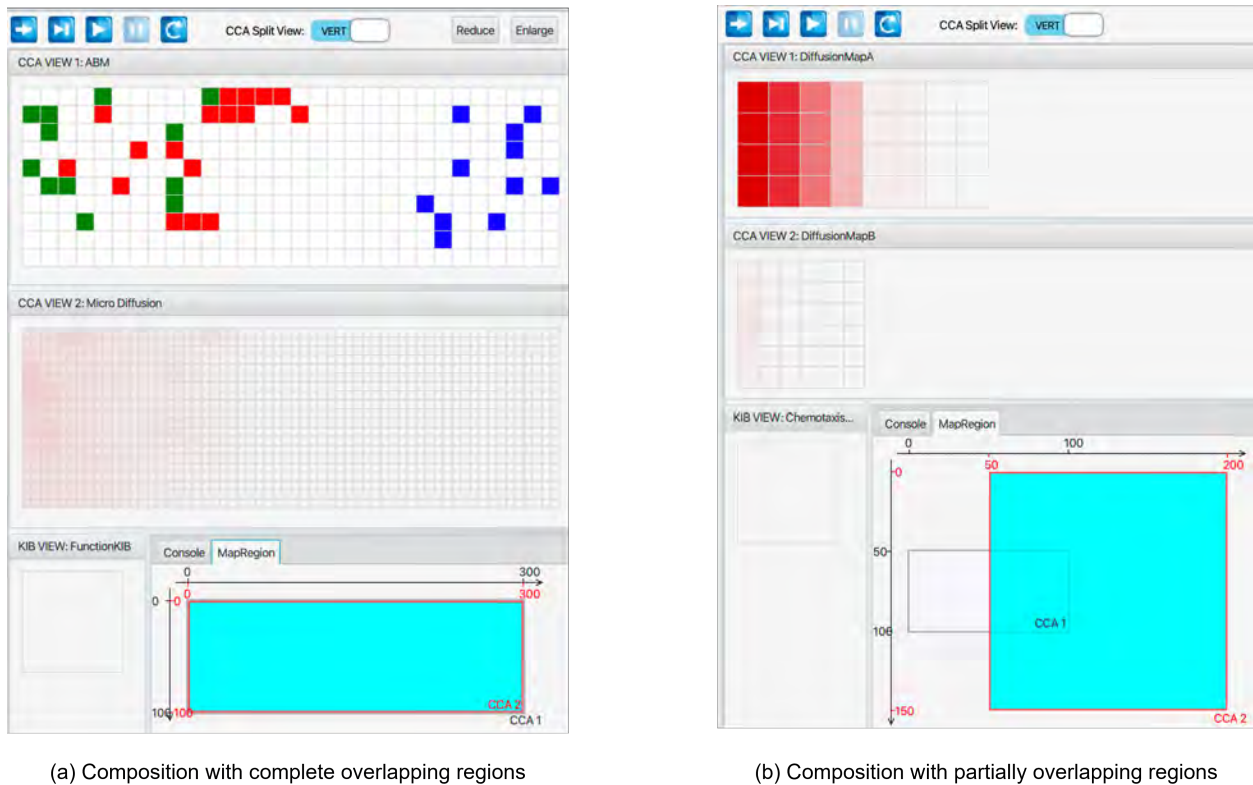 CCA Split View: VERT Reduce Enlarge
CCA VIEW 1: ABM
CCA VIEW 2: Micro Diffusion
KIB VIEW: FunctionKIB
Console MapRegion
0 300
0 300
0 0
100 100
CCA 2
CCA 1
(a) Composition with complete overlapping regions
CCA Split View: VERT
CCA VIEW 1: DiffusionMapA
CCA VIEW 2: DiffusionMapB
KIB VIEW: Chemotaxis...
Console MapRegion
0 100
50 200
0
50
CCA 1
100
150
CCA 2
(b) Composition with partially overlapping regions